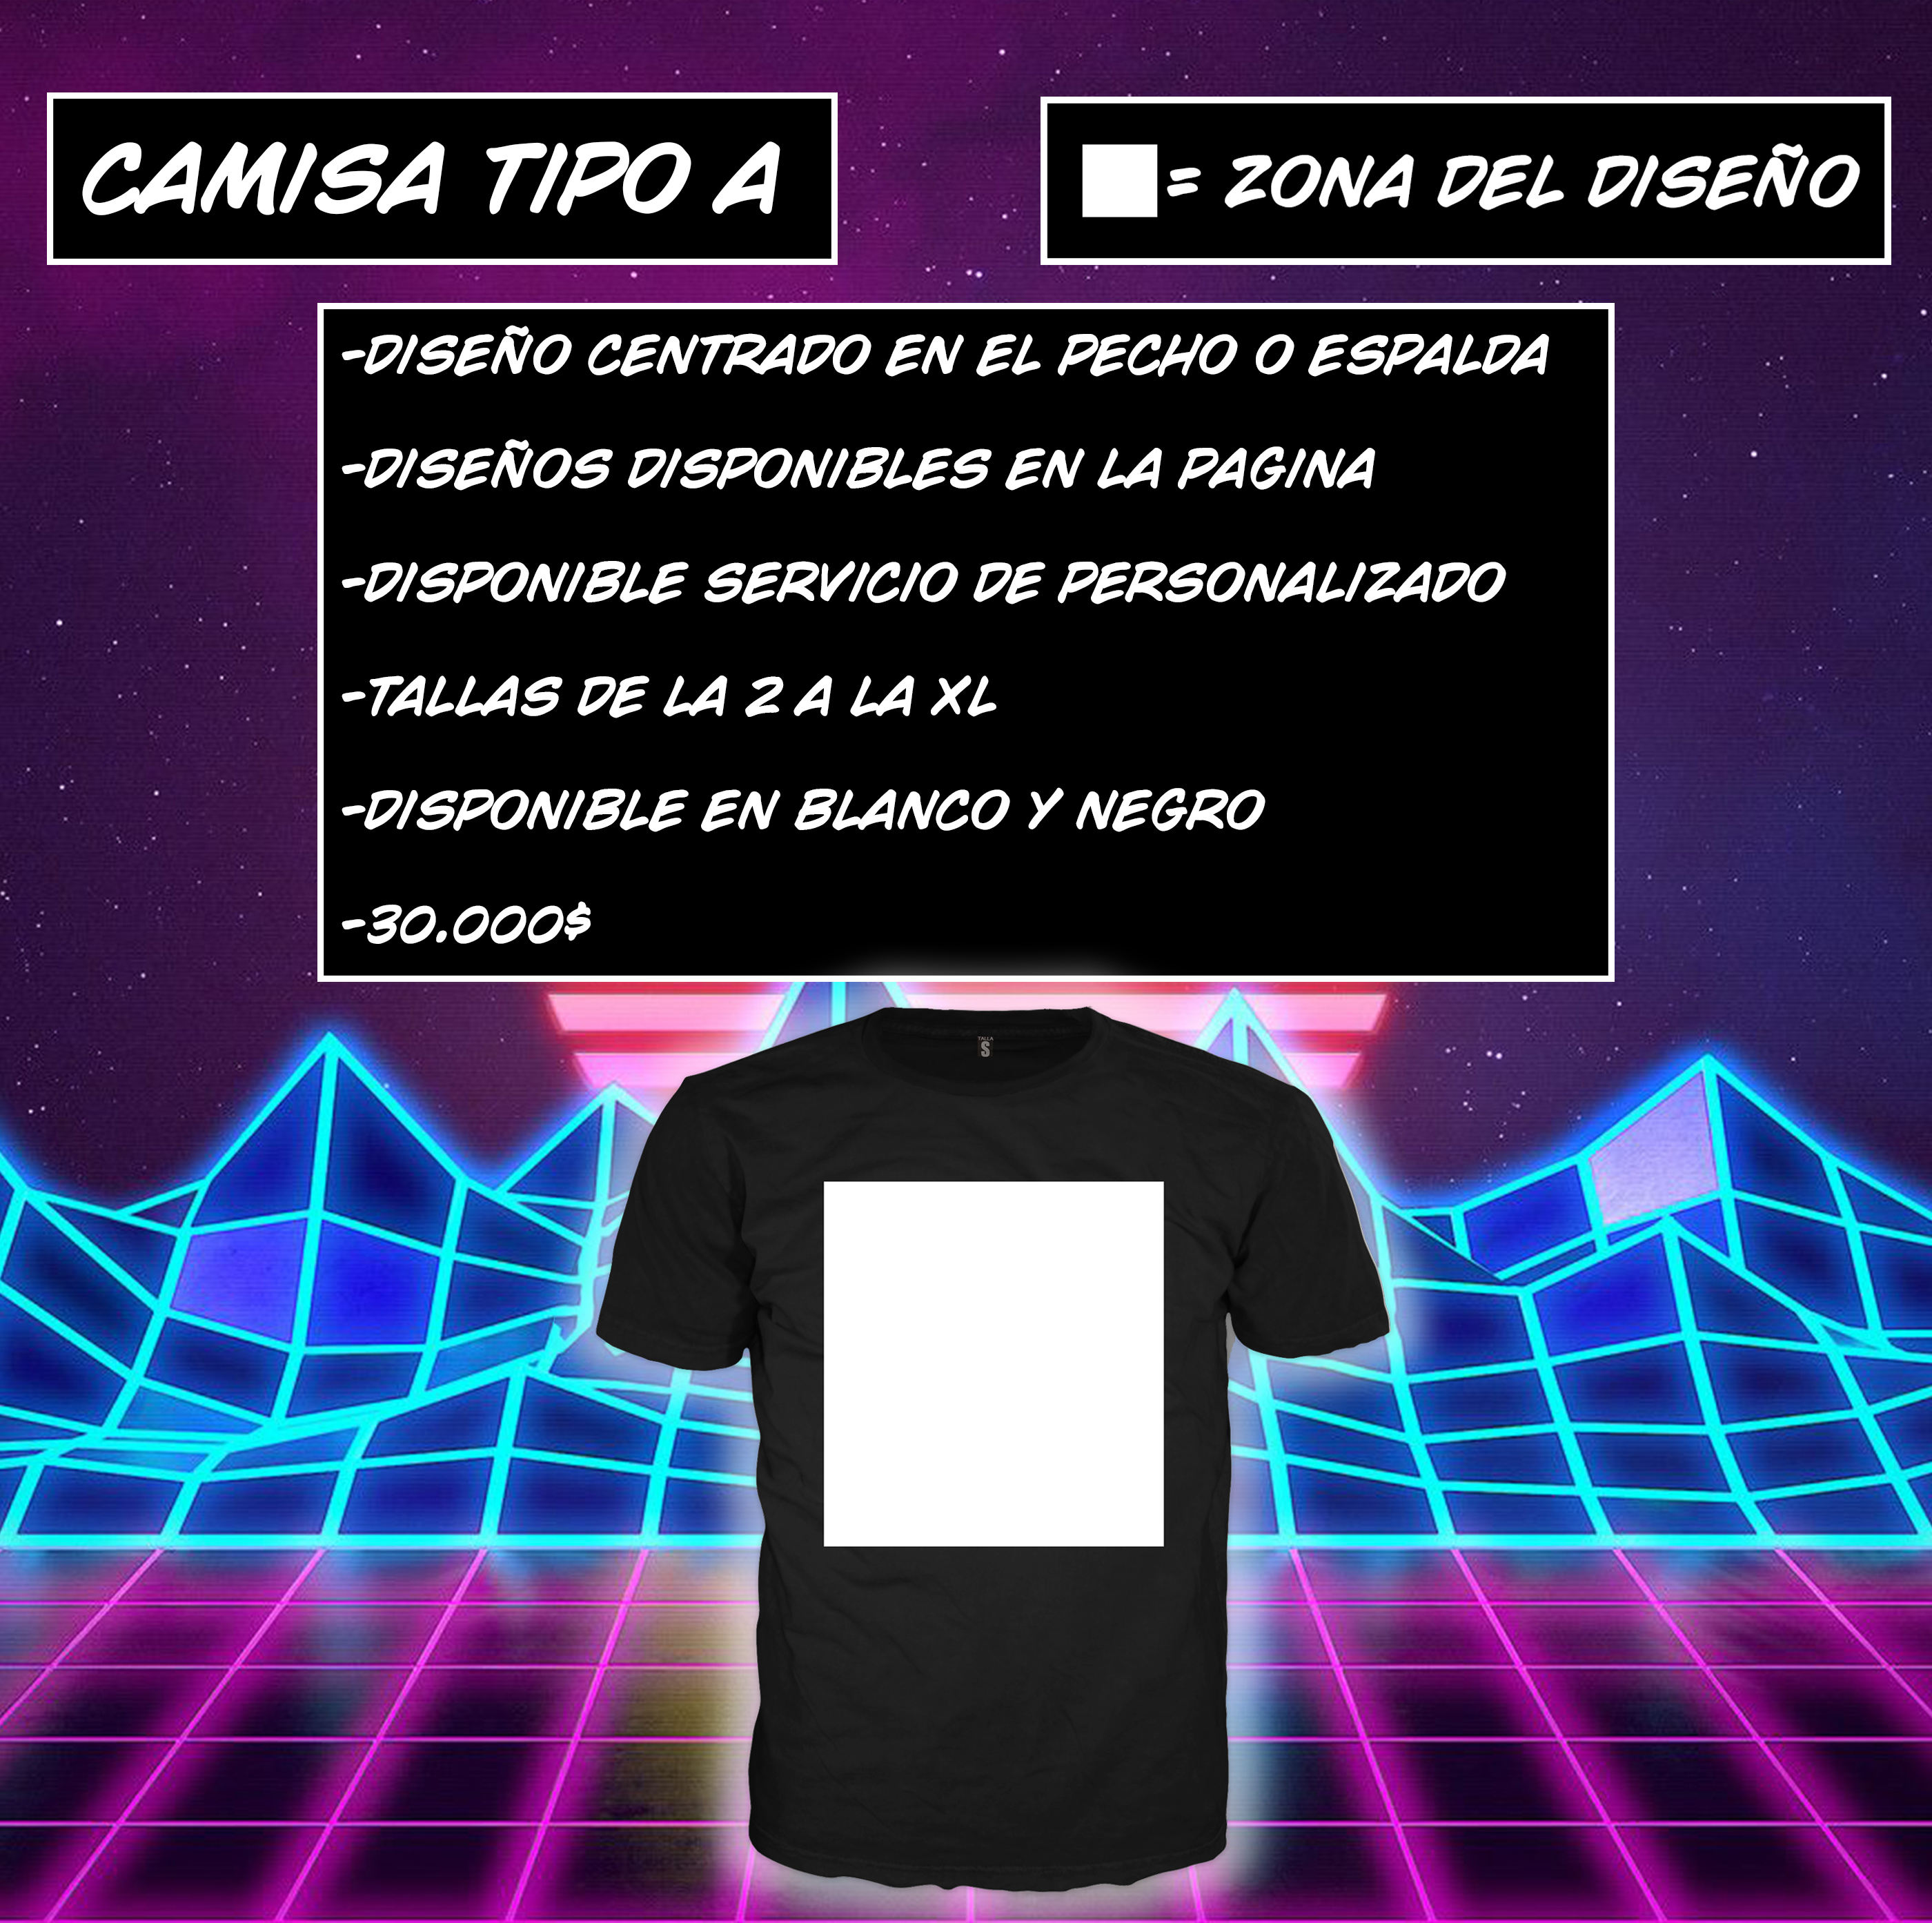 CAMISA TIPO A
= ZONA DEL DISEÑO
-DISEÑO CENTRADO EN EL PECHO O ESPALDA
-DISEÑOS DISPONIBLES EN LA PAGINA
-DISPONIBLE SERVICIO DE PERSONALIZADO
-TALLAS DE LA 2 A LA XL
-DISPONIBLE EN BLANCO Y NEGRO
-30.000$
TALLA
S